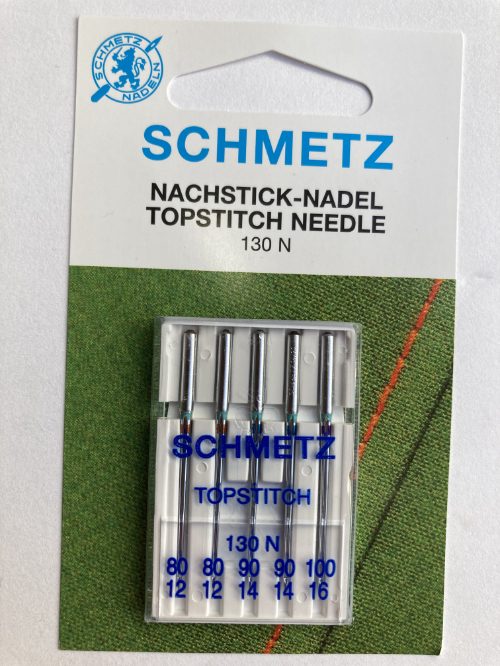 SCHMETZ
NADELN
SCHMETZ
NACHSTICK-NADEL
TOPSTITCH NEEDLE
130 N
SCHMETZ
TOPSTITCH
130 N
80 80 90 90 100
12 12 14 14 16